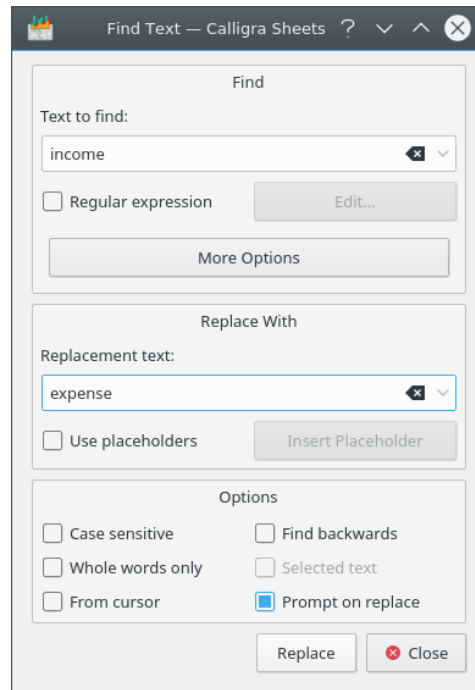 Find Text — Calligra Sheets
Find
Text to find:
income
Regular expression
Edit...
More Options
Replace With
Replacement text:
expense
Use placeholders
Insert Placeholder
Options
Case sensitive
Find backwards
Whole words only
Selected text
From cursor
Prompt on replace
Replace
Close